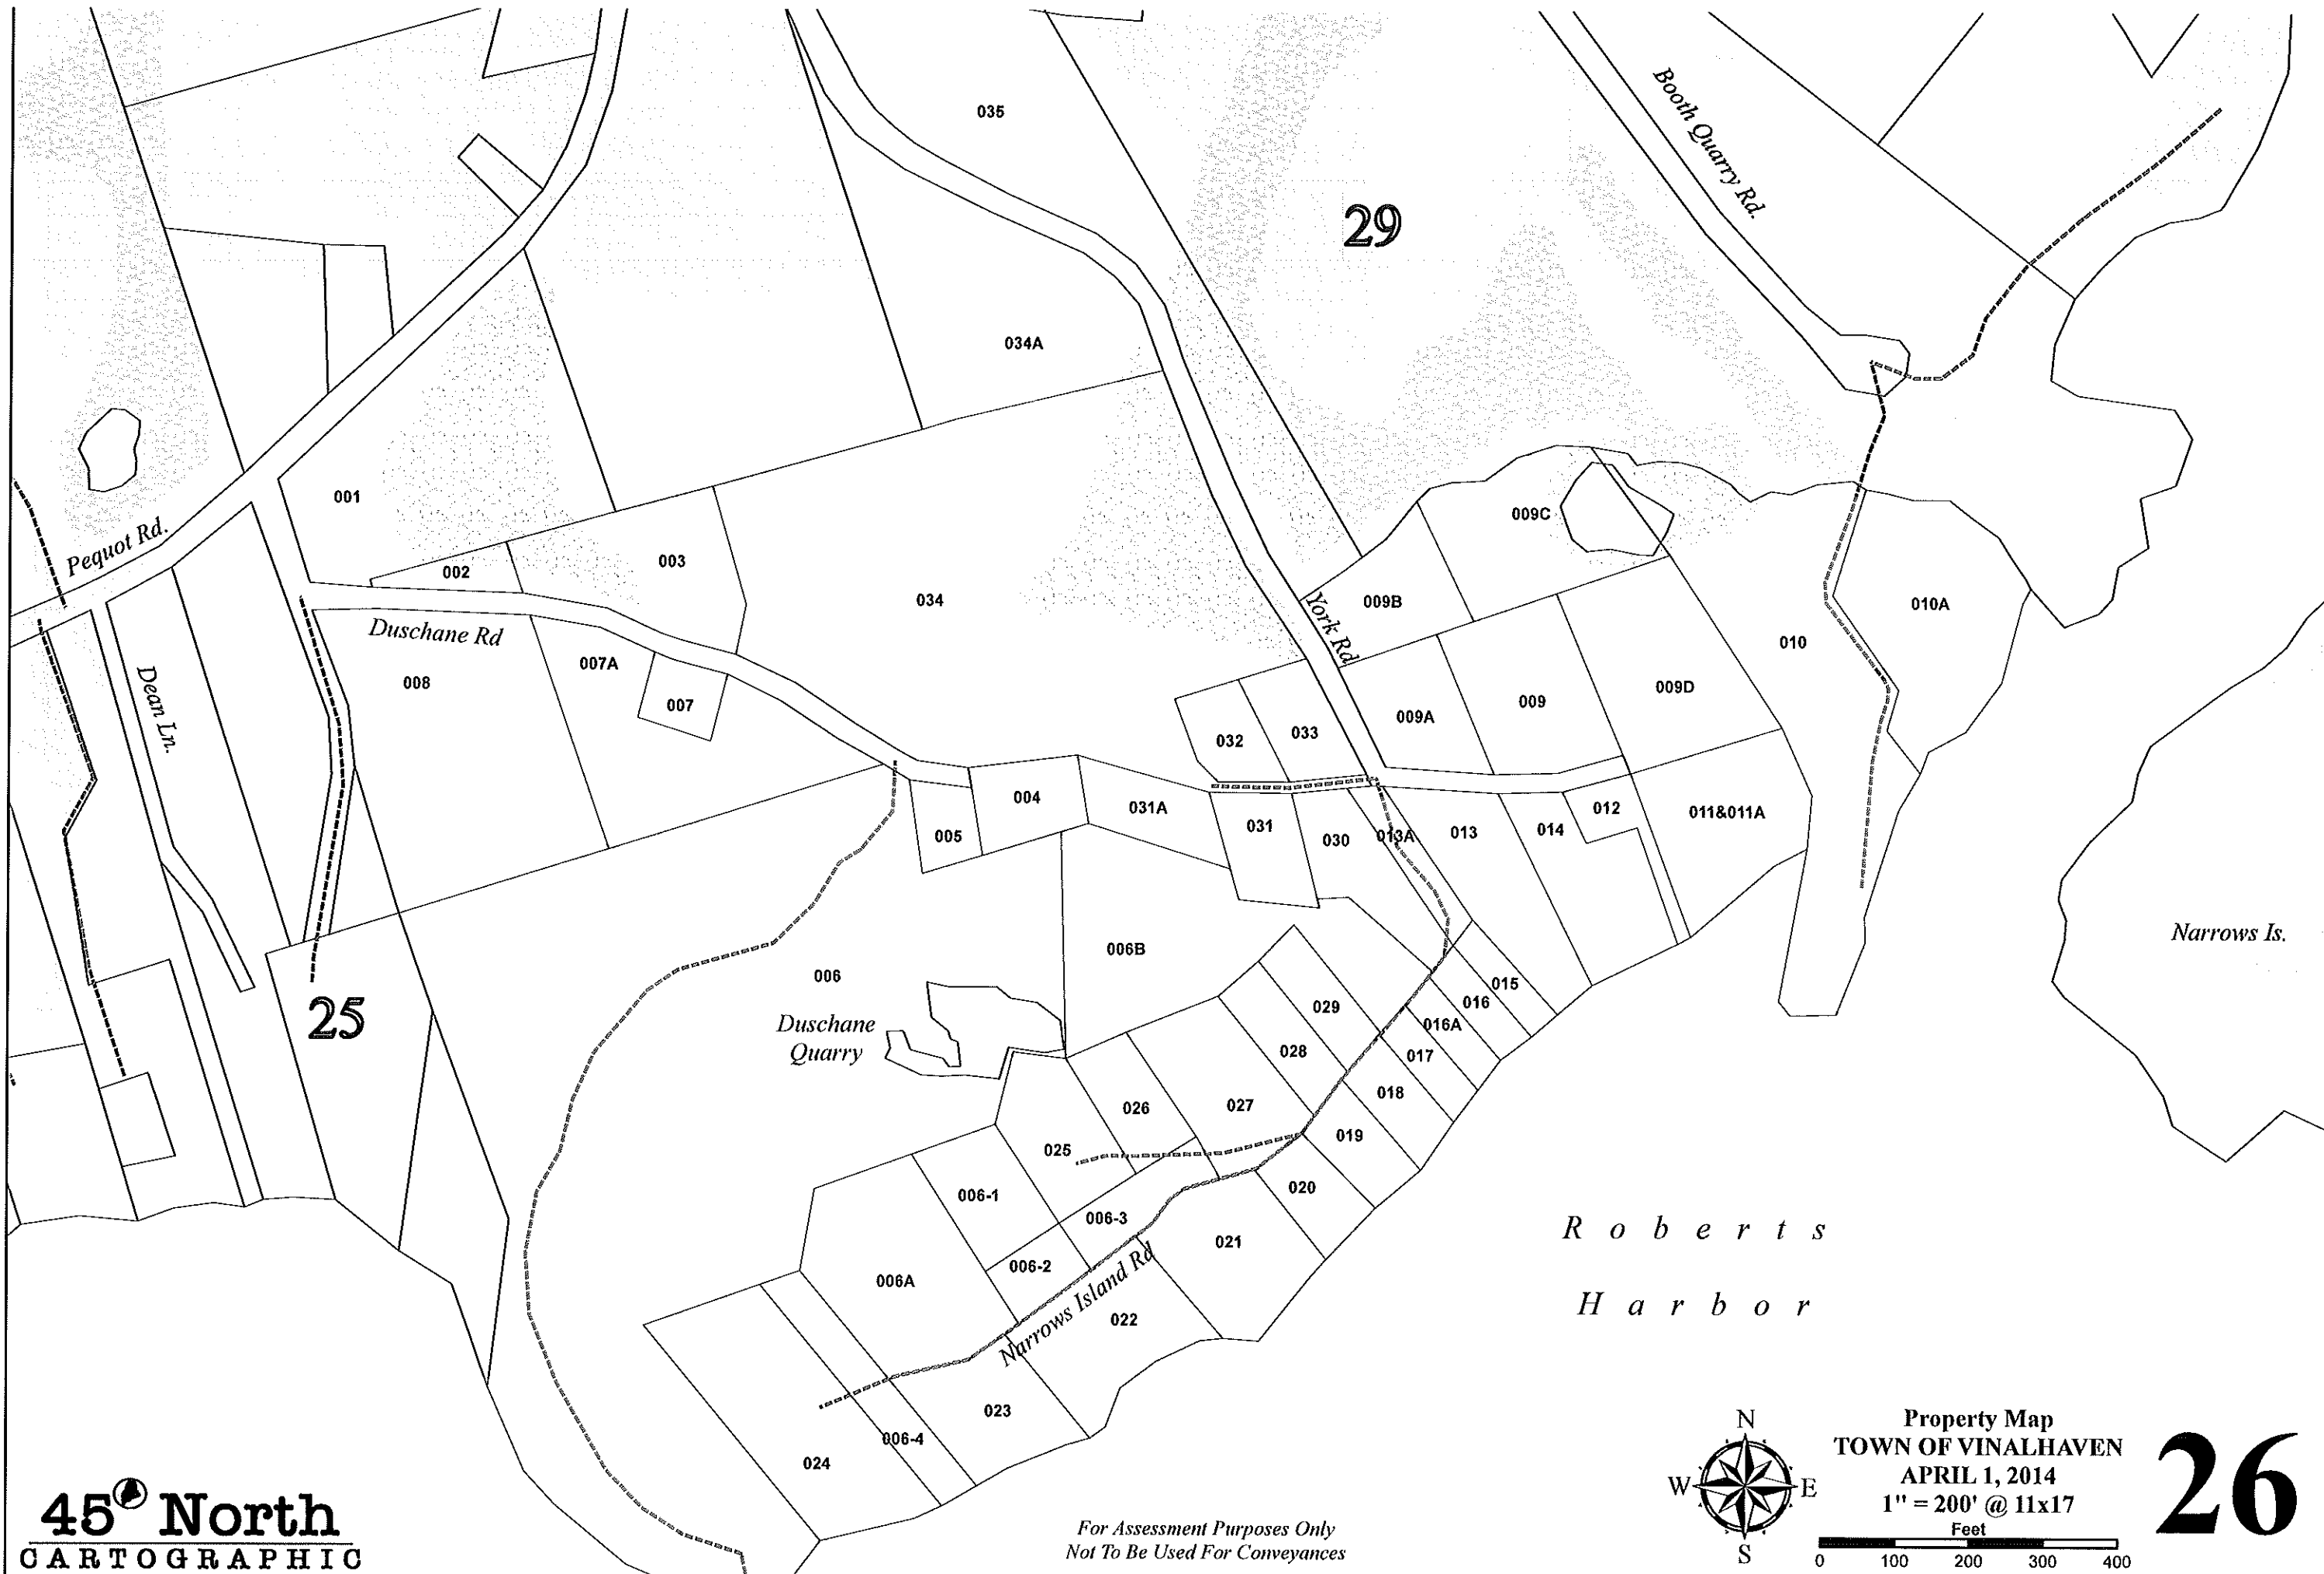 035
Booth Quarry Rd.
29
034A
001
Pequot Rd.
002
003
034
009C
009B
York Rd
010
010A
Duschane Rd
007A
008
007
Dean Ln.
032
033
009A
009
009D
004
005
031A
031
030
013A
013
014
012
011&011A
006
006B
Duschane
Quarry
25
Narrows Is.
029
015
016
016A
028
017
018
026
027
019
025
020
006-1
006-3
006-2
021
006A
Narrows Island Rd
022
023
006-4
024
Roberts
Harbor
45 North
CARTOGRAPHIC
For Assessment Purposes Only
Not To Be Used For Conveyances
N
W
E
S
Property Map
TOWN OF VINALHAVEN
APRIL 1, 2014
1" = 200' @ 11x17
Feet
0 100 200 300 400
26